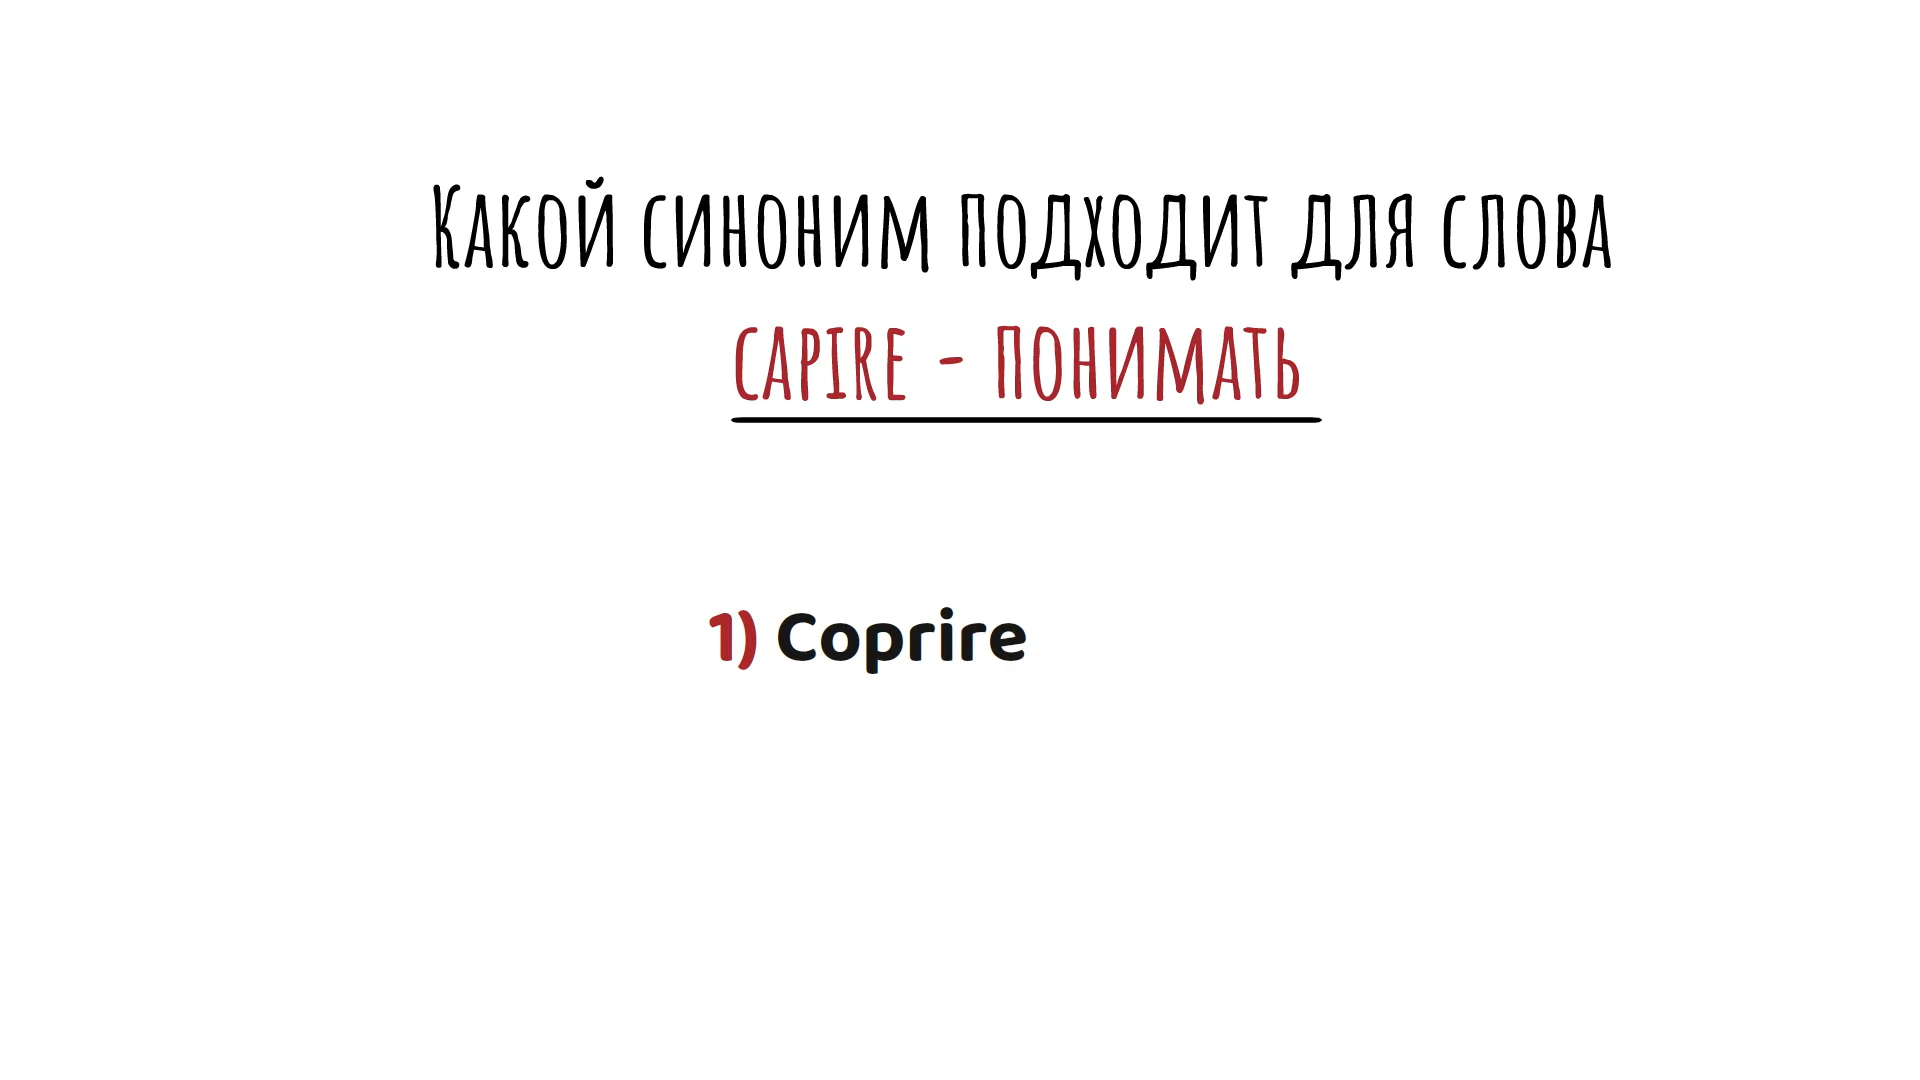 Какой синоним подходит для слова
capire - понимать
1) Coprire